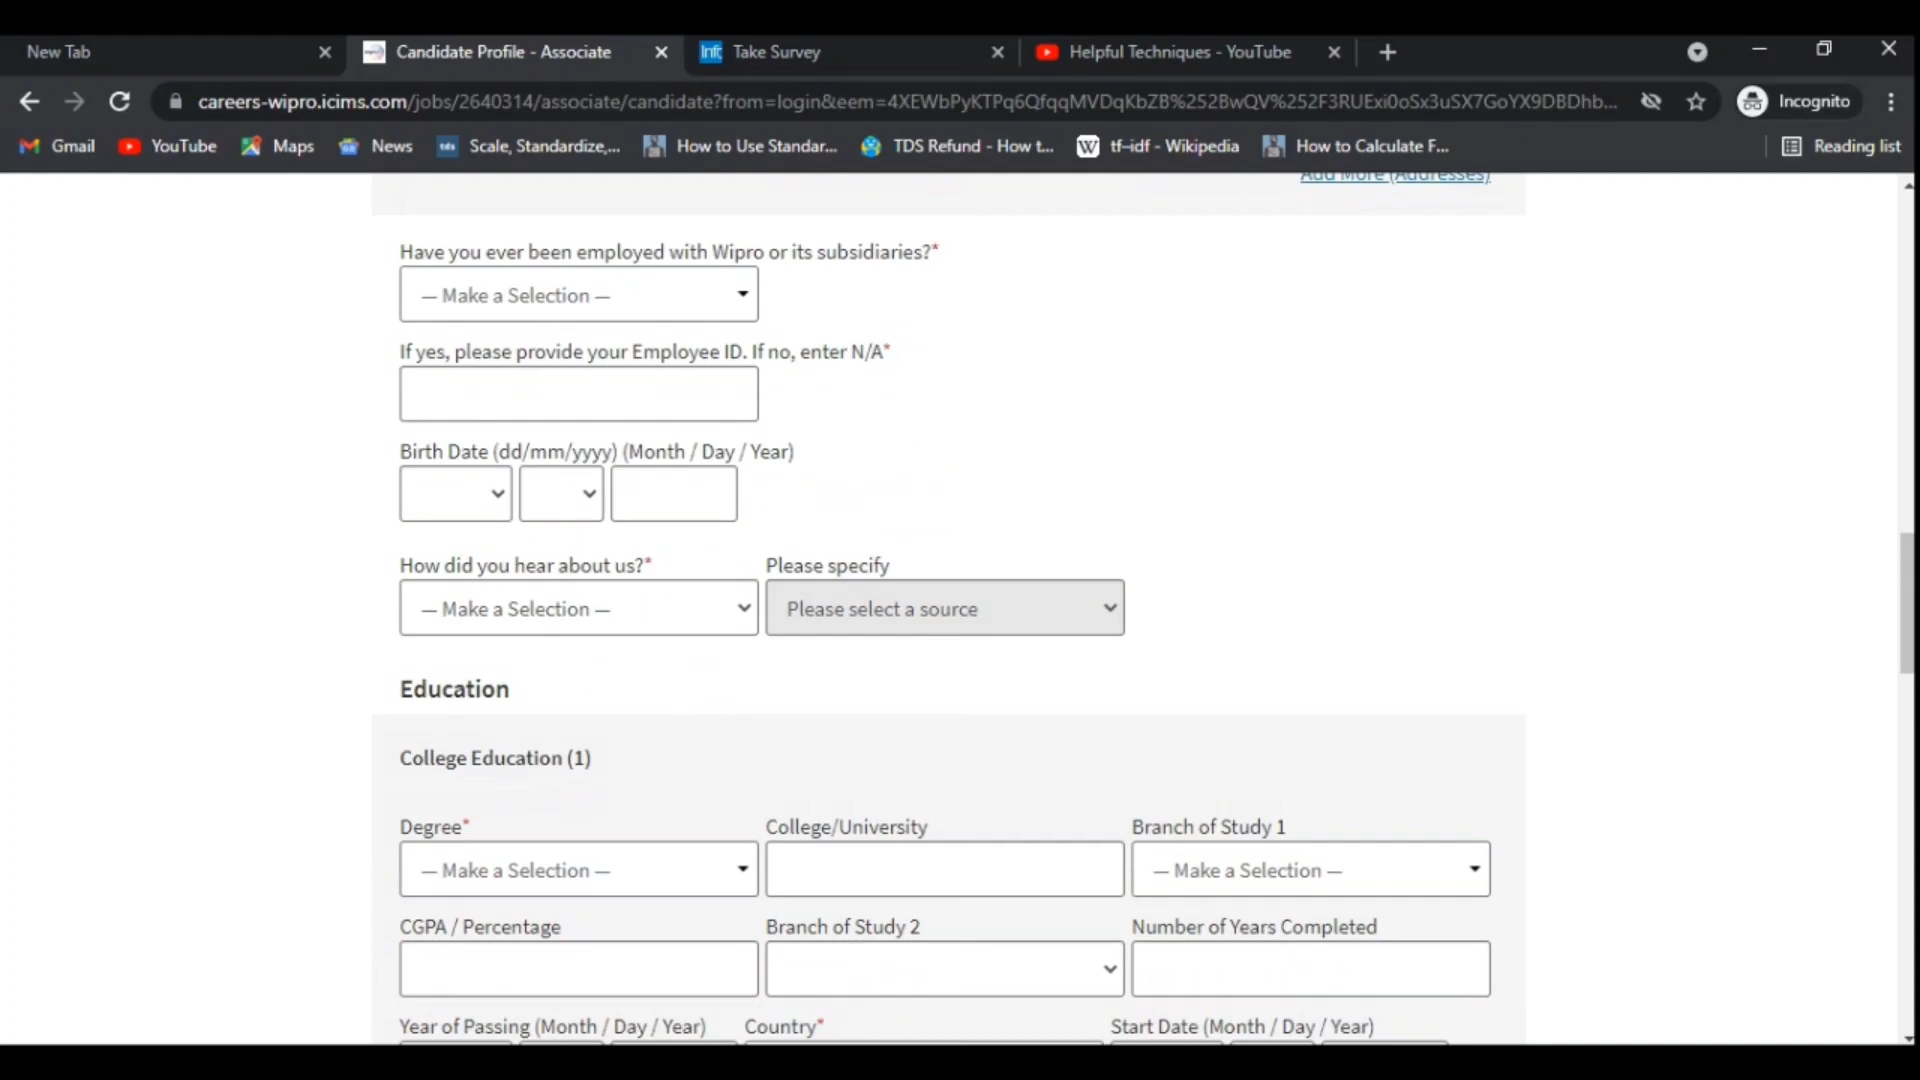 New Tab
Candidate Profile - Associate
Info Take Survey
Helpful Techniques - YouTube
careers-wipro.icims.com/jobs/2640314/associate/candidate?from=login&eem=4XEWbPyKTPq6QfqqMVDqKbZB%252BwQV%252F3RUExi0oSx3uSX7GoYX9DBDhb...
Incognito
Gmail
YouTube
Maps
News
tds Scale, Standardize,...
How to Use Standar...
TDS Refund - How t...
W tf–idf - Wikipedia
How to Calculate F...
Reading list
Add More (Addresses)
Have you ever been employed with Wipro or its subsidiaries?*
— Make a Selection —
If yes, please provide your Employee ID. If no, enter N/A*
Birth Date (dd/mm/yyyy) (Month / Day / Year)
How did you hear about us?* Please specify
— Make a Selection — Please select a source
Education
College Education (1)
Degree* College/University Branch of Study 1
— Make a Selection — — Make a Selection —
CGPA / Percentage Branch of Study 2 Number of Years Completed
Year of Passing (Month / Day / Year) Country* Start Date (Month / Day / Year)